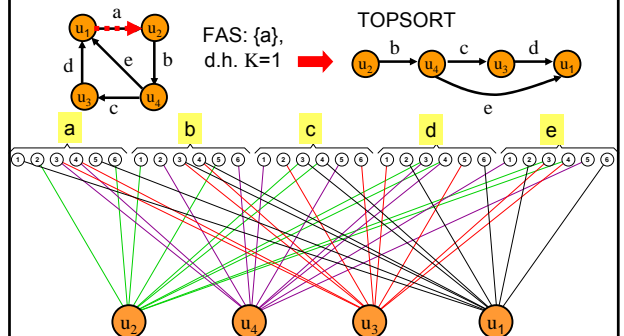 a
TOPSORT
u1 u2
FAS: {a},
d.h. K=1
d e b
b c d
u2 u4 u3 u1
u3 c u4
e
a b c d e
1 2 3 4 5 6 1 2 3 4 5 6 1 2 3 4 5 6 1 2 3 4 5 6 1 2 3 4 5 6
u2 u4 u3 u1